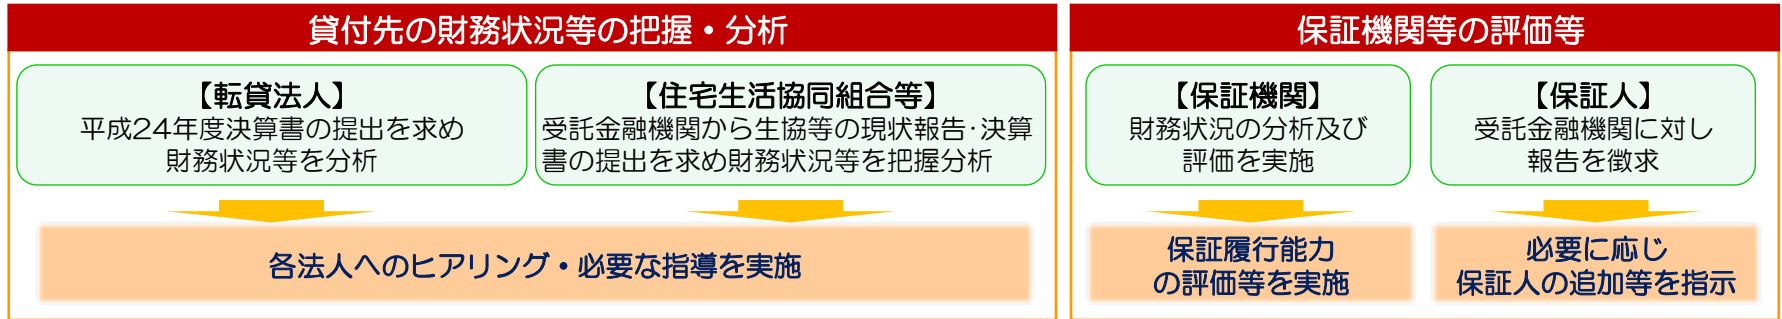 貸付先の財務状況等の把握・分析
【転貸法人】
平成24年度決算書の提出を求め
財務状況等を分析
【住宅生活協同組合等】
受託金融機関から生協等の現状報告･決算
書の提出を求め財務状況等を把握分析
各法人へのヒアリング・必要な指導を実施
保証機関等の評価等
【保証機関】
財務状況の分析及び
評価を実施
保証履行能力
の評価等を実施
【保証人】
受託金融機関に対し
報告を徴求
必要に応じ
保証人の追加等を指示